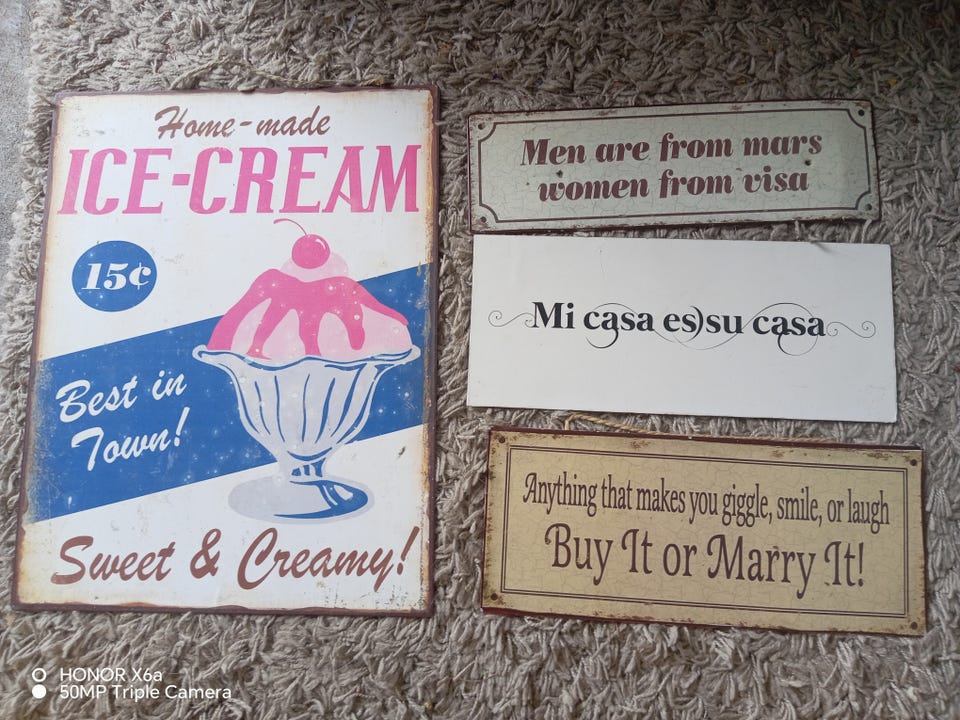 Home-made
ICE-CREAM
15¢
Best in
Town!
Sweet & Creamy!
Men are from mars
women from visa
Mi casa es su casa
Anything that makes you giggle, smile, or laugh
Buy It or Marry It!
HONOR X6a
50MP Triple Camera